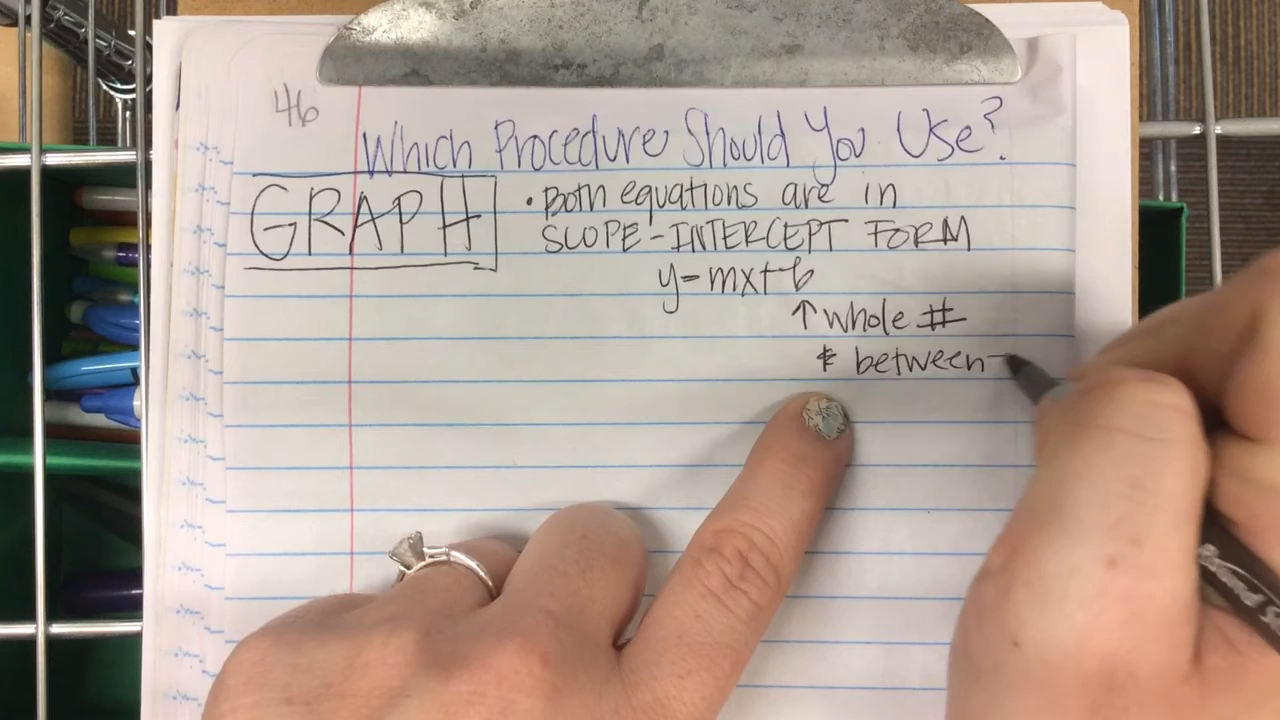 46
Which Procedure Should You Use?
GRAPH
• Both equations are in
SLOPE-INTERCEPT FORM
y=mx+b
↑ whole #
& between -